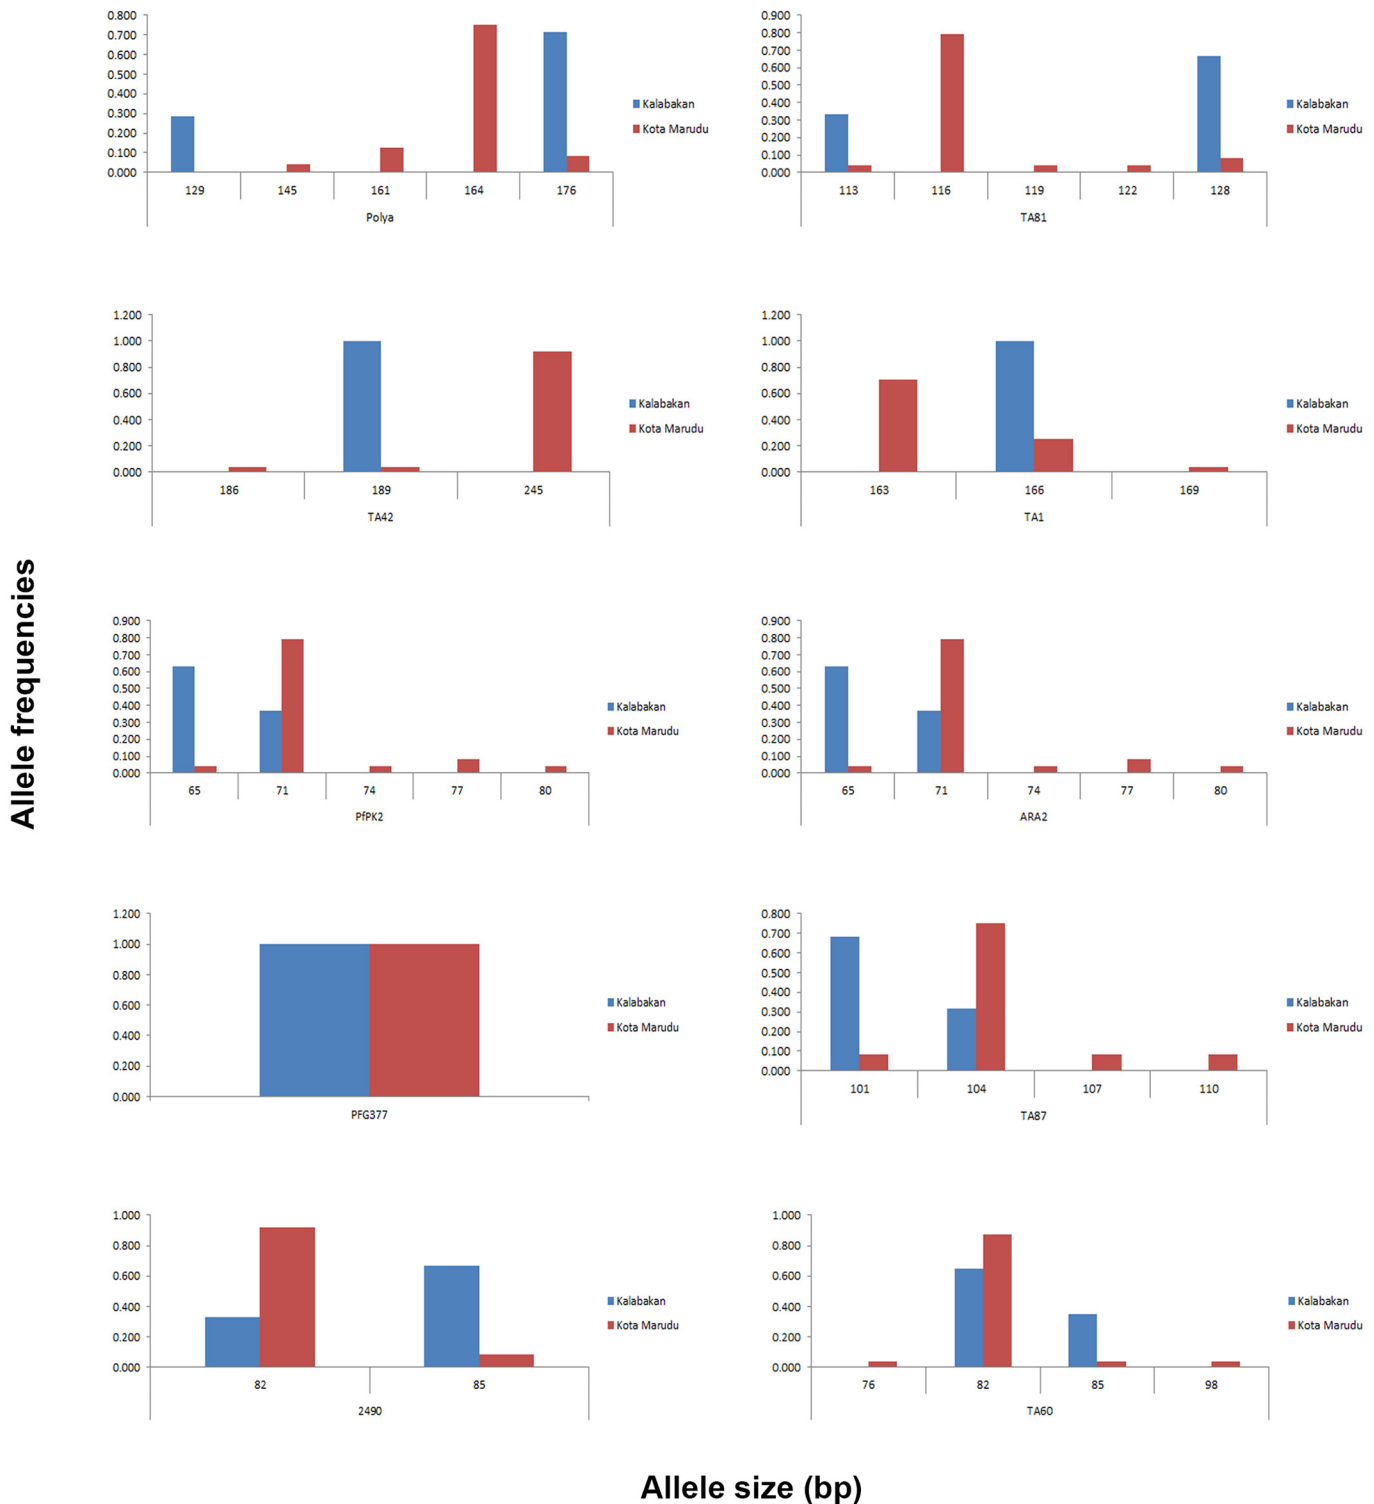 0.800
0.700
0.600
0.500
0.400
0.300
0.200
0.100
0.000
129 145 161 164 176
Polya
Kalabakan
Kota Marudu
0.900
0.800
0.700
0.600
0.500
0.400
0.300
0.200
0.100
0.000
113 116 119 122 128
TA81
Kalabakan
Kota Marudu
1.200
1.000
0.800
0.600
0.400
0.200
0.000
186 189 245
TA42
Kalabakan
Kota Marudu
1.200
1.000
0.800
0.600
0.400
0.200
0.000
163 166 169
TA1
Kalabakan
Kota Marudu
Allele frequencies
0.900
0.800
0.700
0.600
0.500
0.400
0.300
0.200
0.100
0.000
65 71 74 77 80
PfPK2
Kalabakan
Kota Marudu
0.900
0.800
0.700
0.600
0.500
0.400
0.300
0.200
0.100
0.000
65 71 74 77 80
ARA2
Kalabakan
Kota Marudu
1.200
1.000
0.800
0.600
0.400
0.200
0.000
PFG377
Kalabakan
Kota Marudu
0.800
0.700
0.600
0.500
0.400
0.300
0.200
0.100
0.000
101 104 107 110
TA87
Kalabakan
Kota Marudu
1.000
0.800
0.600
0.400
0.200
0.000
82 85
2490
Kalabakan
Kota Marudu
1.000
0.800
0.600
0.400
0.200
0.000
76 82 85 98
TA60
Kalabakan
Kota Marudu
Allele size (bp)